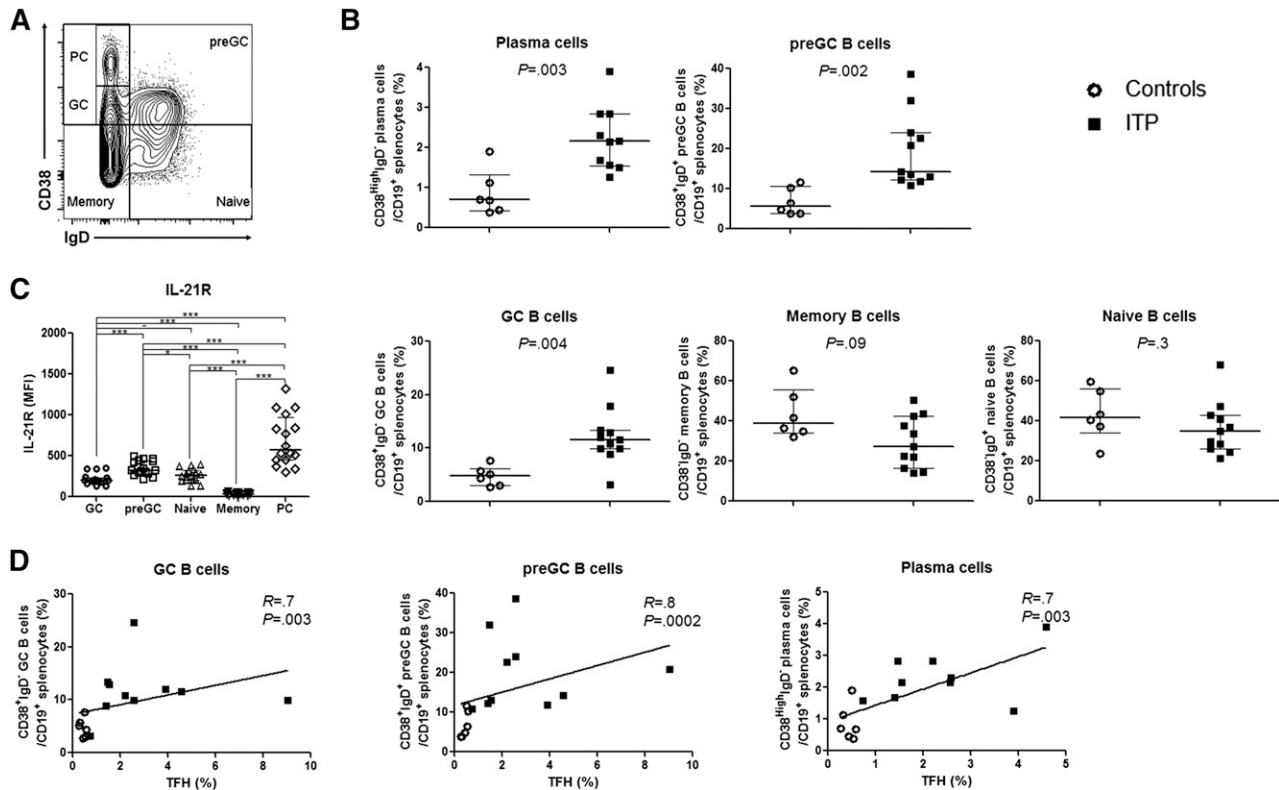 A
CD38
PC
GC
Memory
preGC
Naive
IgD
B
Plasma cells
P=.003
CD38^High IgD^- plasma cells
/CD19^+ splenocytes (%)
5
4
3
2
1
0
preGC B cells
P=.002
CD38^+IgD^+ preGC B cells
/CD19^+ splenocytes (%)
50
40
30
20
10
0
Controls
ITP
C
IL-21R
IL-21R (MFI)
2000
1500
1000
500
0
***
***
-
***
***
***
*
***
***
***
GC preGC Naive Memory PC
GC B cells
P=.004
CD38^+IgD^- GC B cells
/CD19^+ splenocytes (%)
30
20
10
0
Memory B cells
P=.09
CD38^-IgD^- memory B cells
/CD19^+ splenocytes (%)
80
60
40
20
0
Naive B cells
P=.3
CD38^-IgD^+ naive B cells
/CD19^+ splenocytes (%)
80
60
40
20
0
D
GC B cells
R=.7
P=.003
CD38^+IgD^- GC B cells
/CD19^+ splenocytes (%)
30
20
10
0
0 2 4 6 8 10
TFH (%)
preGC B cells
R=.8
P=.0002
CD38^+IgD^+ preGC B cells
/CD19^+ splenocytes (%)
40
30
20
10
0
0 2 4 6 8 10
TFH (%)
Plasma cells
R=.7
P=.003
CD38^High IgD^- plasma cells
/CD19^+ splenocytes (%)
5
4
3
2
1
0
0 1 2 3 4 5
TFH (%)